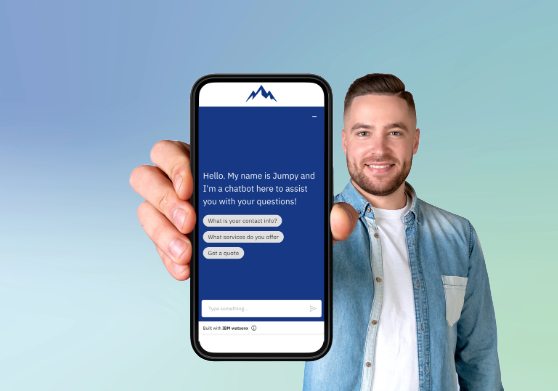 Hello. My name is Jumpy and
I'm a chatbot here to assist
you with your questions!
What is your contact info?
What services do you offer
Get a quote
Type something...
Built with IBM watsonx